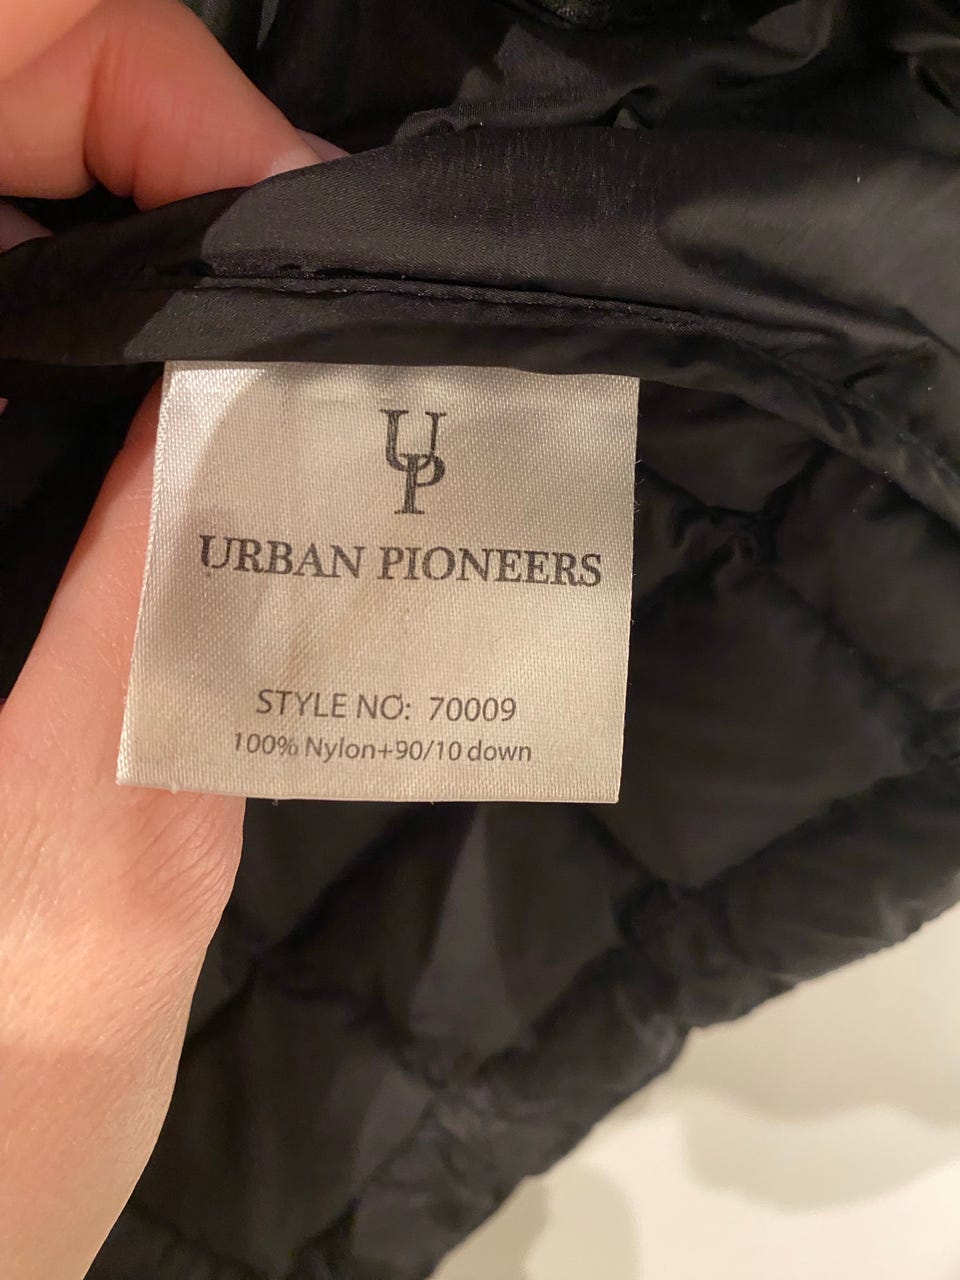 UP
URBAN PIONEERS
STYLE NO: 70009
100% Nylon+90/10 down